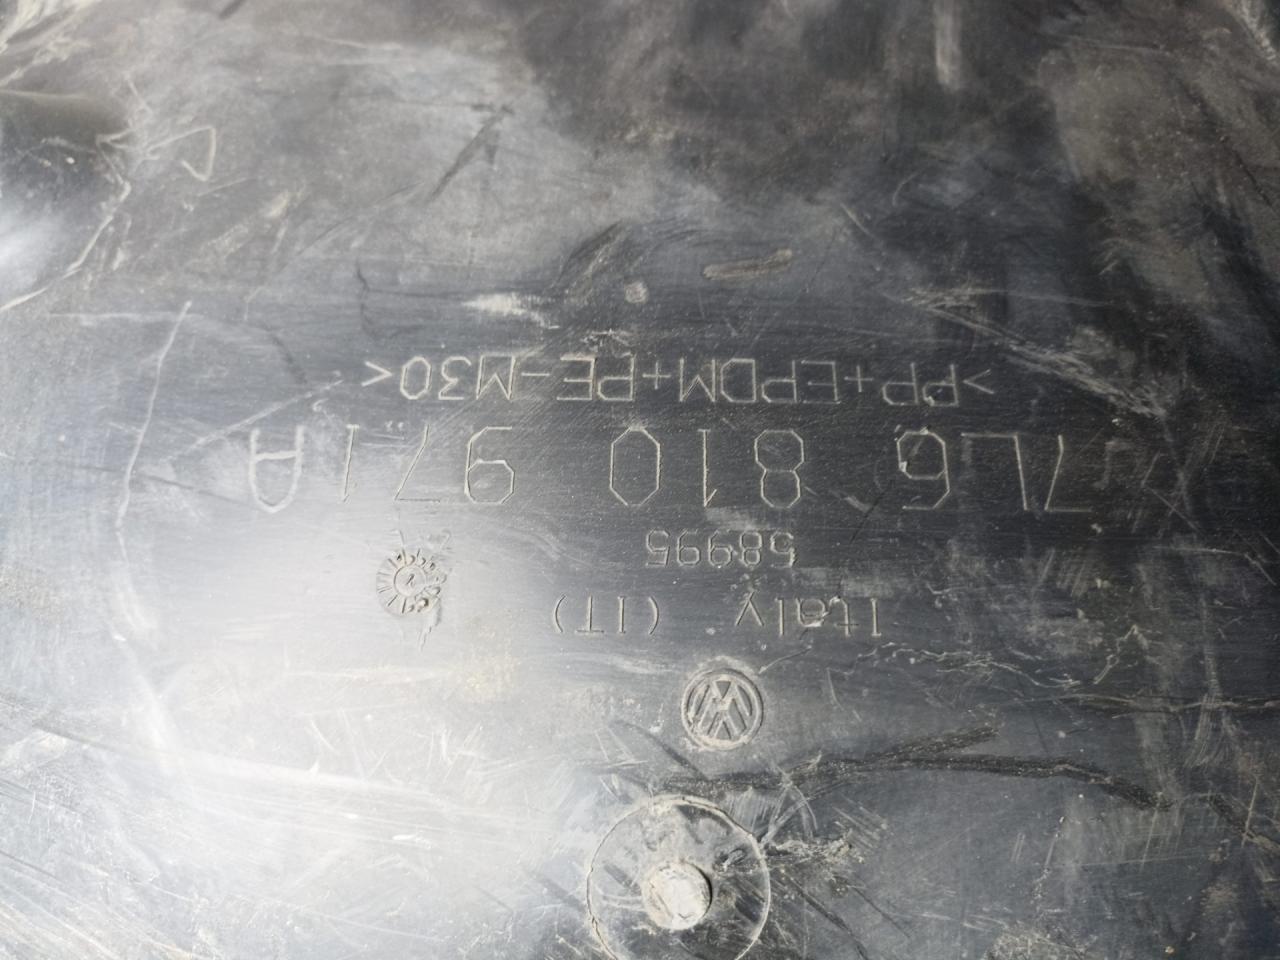 Italy (IT)
58995
7L6 810 971A
>PP+EPDM+PE-M30<